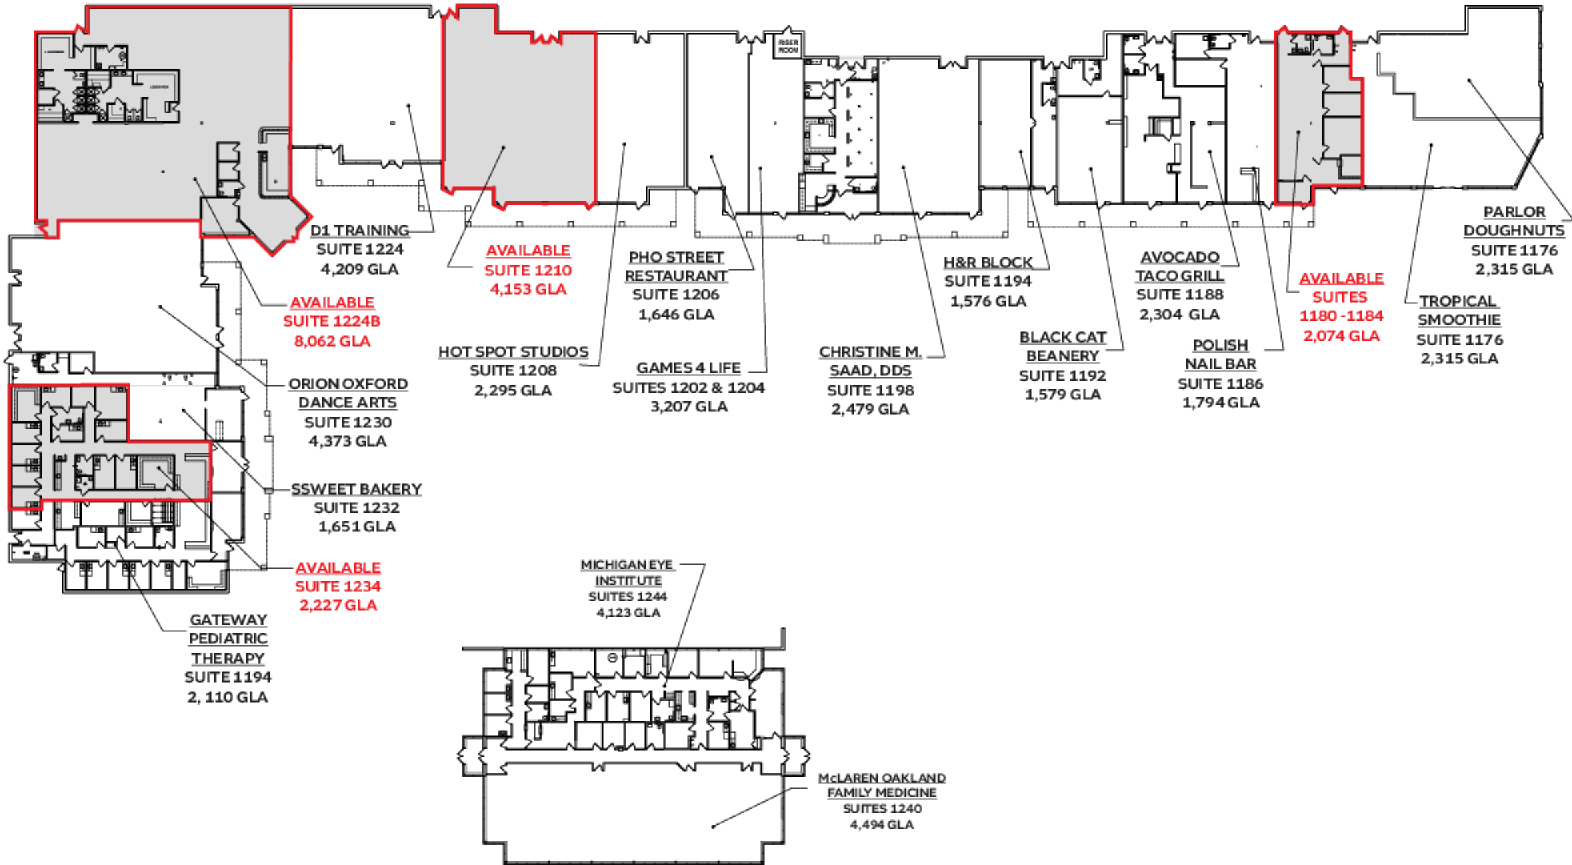 RISER
ROOM
D1 TRAINING
SUITE 1224
4,209 GLA
AVAILABLE
SUITE 1224B
8,062 GLA
AVAILABLE
SUITE 1210
4,153 GLA
HOT SPOT STUDIOS
SUITE 1208
2,295 GLA
PHO STREET
RESTAURANT
SUITE 1206
1,646 GLA
GAMES 4 LIFE
SUITES 1202 & 1204
3,207 GLA
CHRISTINE M.
SAAD, DDS
SUITE 1198
2,479 GLA
H&R BLOCK
SUITE 1194
1,576 GLA
BLACK CAT
BEANERY
SUITE 1192
1,579 GLA
AVOCADO
TACO GRILL
SUITE 1188
2,304 GLA
POLISH
NAIL BAR
SUITE 1186
1,794 GLA
AVAILABLE
SUITES
1180 -1184
2,074 GLA
TROPICAL
SMOOTHIE
SUITE 1176
2,315 GLA
PARLOR
DOUGHNUTS
SUITE 1176
2,315 GLA
ORION OXFORD
DANCE ARTS
SUITE 1230
4,373 GLA
SSWEET BAKERY
SUITE 1232
1,651 GLA
AVAILABLE
SUITE 1234
2,227 GLA
GATEWAY
PEDIATRIC
THERAPY
SUITE 1194
2, 110 GLA
MICHIGAN EYE
INSTITUTE
SUITES 1244
4,123 GLA
McLAREN OAKLAND
FAMILY MEDICINE
SUITES 1240
4,494 GLA